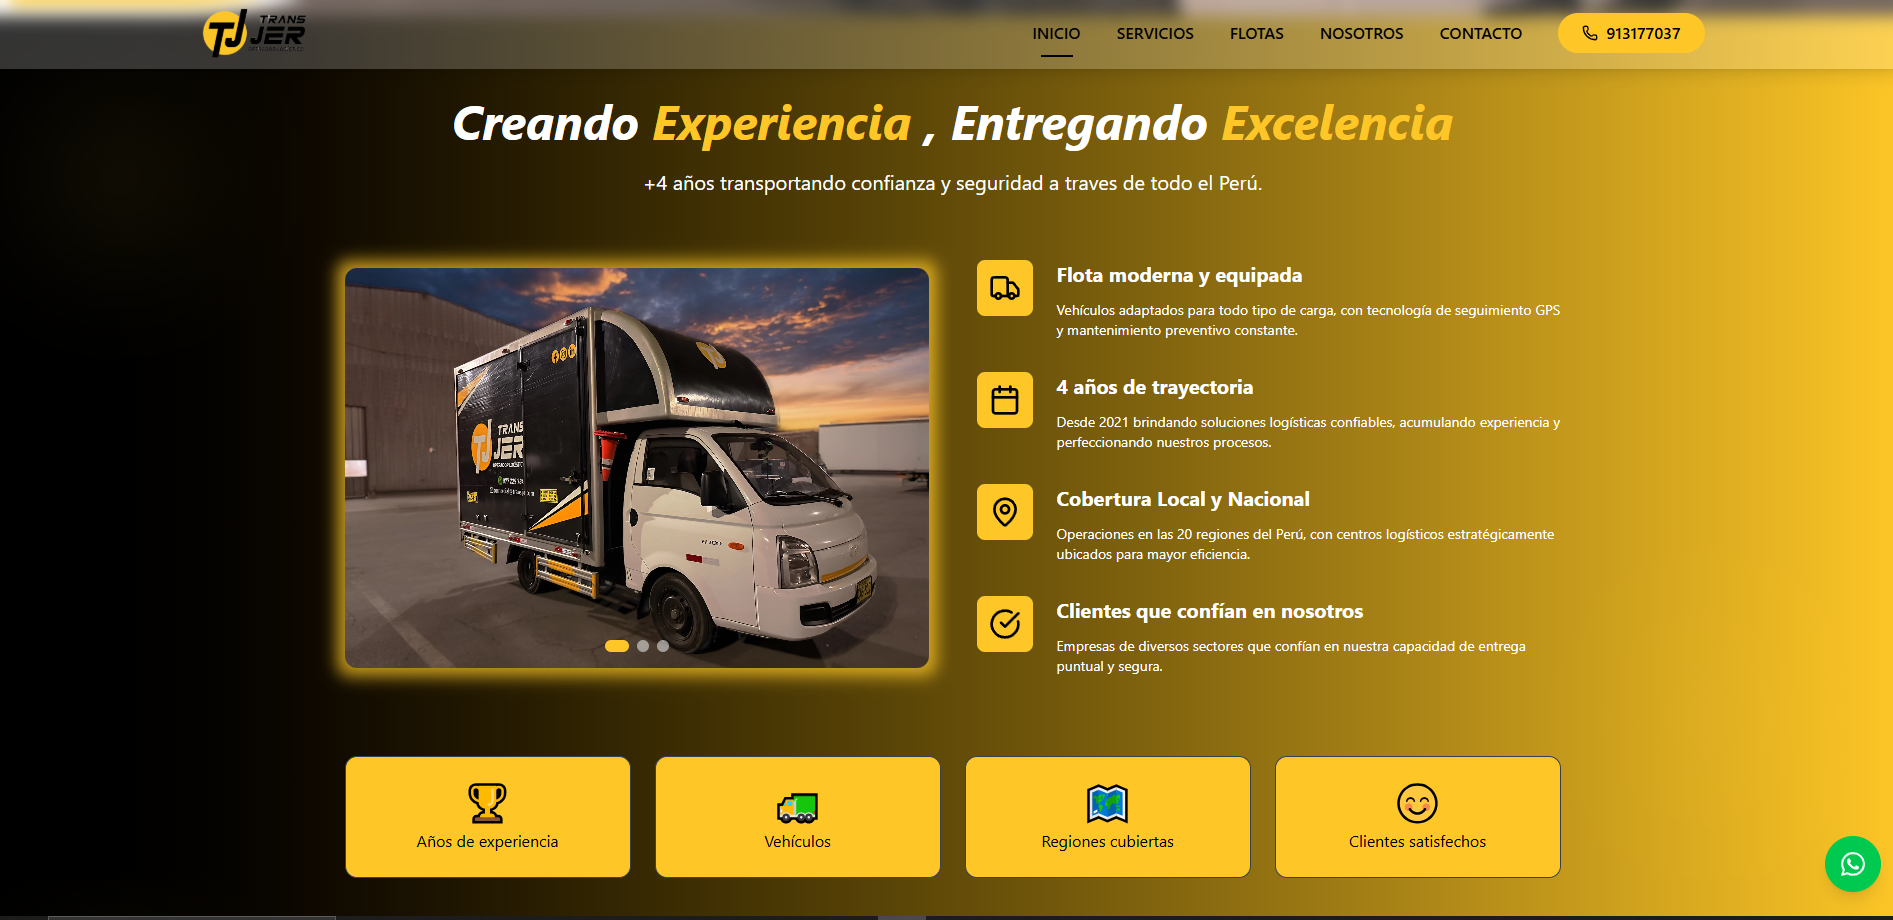 TJ TRANS JER
INICIO SERVICIOS FLOTAS NOSOTROS CONTACTO 913177037
Creando Experiencia , Entregando Excelencia
+4 años transportando confianza y seguridad a traves de todo el Perú.
TJ TRANS JER
Flota moderna y equipada
Vehículos adaptados para todo tipo de carga, con tecnología de seguimiento GPS
y mantenimiento preventivo constante.
4 años de trayectoria
Desde 2021 brindando soluciones logísticas confiables, acumulando experiencia y
perfeccionando nuestros procesos.
Cobertura Local y Nacional
Operaciones en las 20 regiones del Perú, con centros logísticos estratégicamente
ubicados para mayor eficiencia.
Clientes que confían en nosotros
Empresas de diversos sectores que confían en nuestra capacidad de entrega
puntual y segura.
Años de experiencia
Vehículos
Regiones cubiertas
Clientes satisfechos